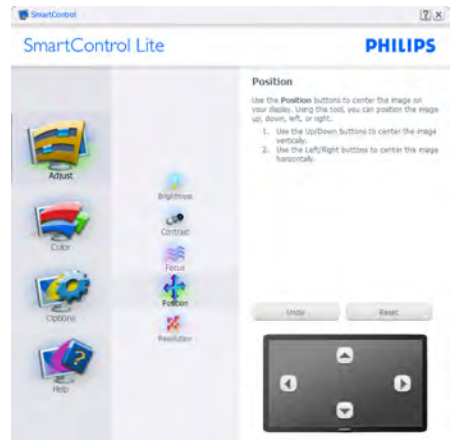 SmartControl
SmartControl Lite
PHILIPS
Adjust
Color
Options
Help
Brightness
Contrast
Focus
Position
Resolution
Position
Use the Position buttons to center the image on
your display. Using this tool, you can position the image
up, down, left, or right.
1. Use the Up/Down buttons to center the image
vertically.
2. Use the Left/Right buttons to center the image
horizontally.
Undo
Reset